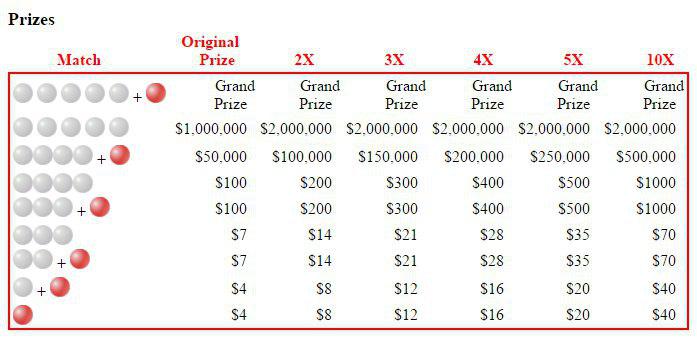 Prizes
Match Original Prize 2X 3X 4X 5X 10X
+ Grand Prize Grand Prize Grand Prize Grand Prize Grand Prize Grand Prize
$1,000,000 $2,000,000 $2,000,000 $2,000,000 $2,000,000 $2,000,000
+ $50,000 $100,000 $150,000 $200,000 $250,000 $500,000
$100 $200 $300 $400 $500 $1000
+ $100 $200 $300 $400 $500 $1000
$7 $14 $21 $28 $35 $70
+ $7 $14 $21 $28 $35 $70
+ $4 $8 $12 $16 $20 $40
$4 $8 $12 $16 $20 $40